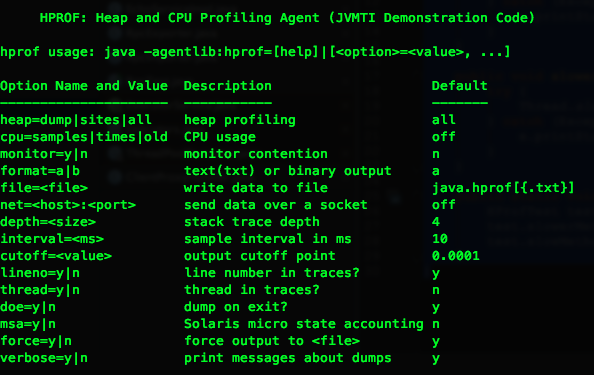 HPROF: Heap and CPU Profiling Agent (JVMTI Demonstration Code)
hprof usage: java -agentlib:hprof=[help]|[<option>=<value>, ...]
Option Name and Value  Description           Default
---------------------  -----------           -------
heap=dump|sites|all    heap profiling        all
cpu=samples|times|old  CPU usage             off
monitor=y|n            monitor contention    n
format=a|b             text(txt) or binary output  a
file=<file>            write data to file    java.hprof[{.txt}]
net=<host>:<port>      send data over a socket  off
depth=<size>           stack trace depth     4
interval=<ms>          sample interval in ms  10
cutoff=<value>         output cutoff point   0.0001
lineno=y|n             line number in traces?  y
thread=y|n             thread in traces?     n
doe=y|n                dump on exit?         y
msa=y|n                Solaris micro state accounting n
force=y|n              force output to <file>  y
verbose=y|n            print messages about dumps  y